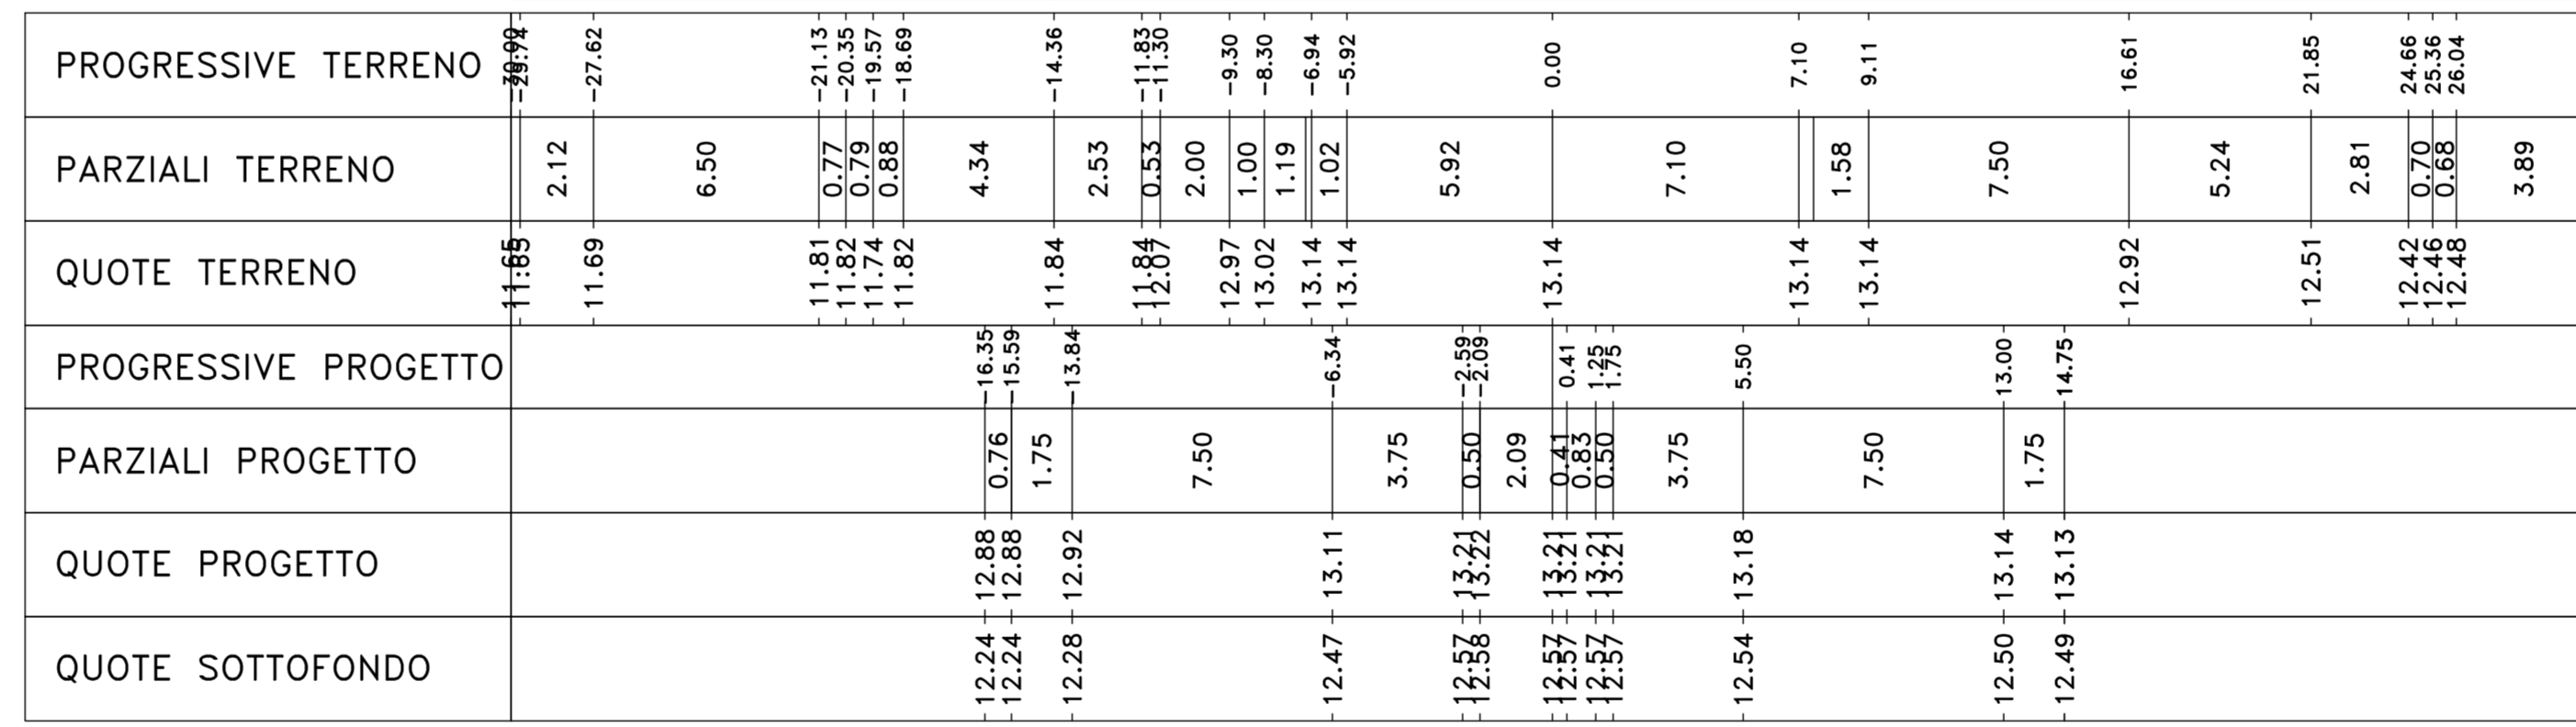 PROGRESSIVE TERRENO -30.00 -29.74 -27.62 -21.13 -20.35 -19.57 -18.69 -14.36 -11.83 -11.30 -9.30 -8.30 -6.94 -5.92 0.00 7.10 9.11 16.61 21.85 24.66 25.36 26.04
PARZIALI TERRENO 2.12 6.50 0.77 0.79 0.88 4.34 2.53 0.53 2.00 1.00 1.19 1.02 5.92 7.10 1.58 7.50 5.24 2.81 0.70 0.68 3.89
QUOTE TERRENO 11.65 11.65 11.69 11.81 11.82 11.74 11.82 11.84 11.84 12.07 12.97 13.02 13.14 13.14 13.14 13.14 13.14 12.92 12.51 12.42 12.46 12.48
PROGRESSIVE PROGETTO -16.35 -15.59 -13.84 -6.34 -2.59 -2.09 0.41 1.25 1.75 5.50 13.00 14.75
PARZIALI PROGETTO 0.76 1.75 7.50 3.75 0.50 2.09 0.41 0.83 0.50 3.75 7.50 1.75
QUOTE PROGETTO 12.88 12.88 12.92 13.11 13.21 13.22 13.21 13.21 13.21 13.21 13.18 13.14 13.13
QUOTE SOTTOFONDO 12.24 12.24 12.28 12.47 12.57 12.58 12.57 12.57 12.57 12.57 12.54 12.50 12.49